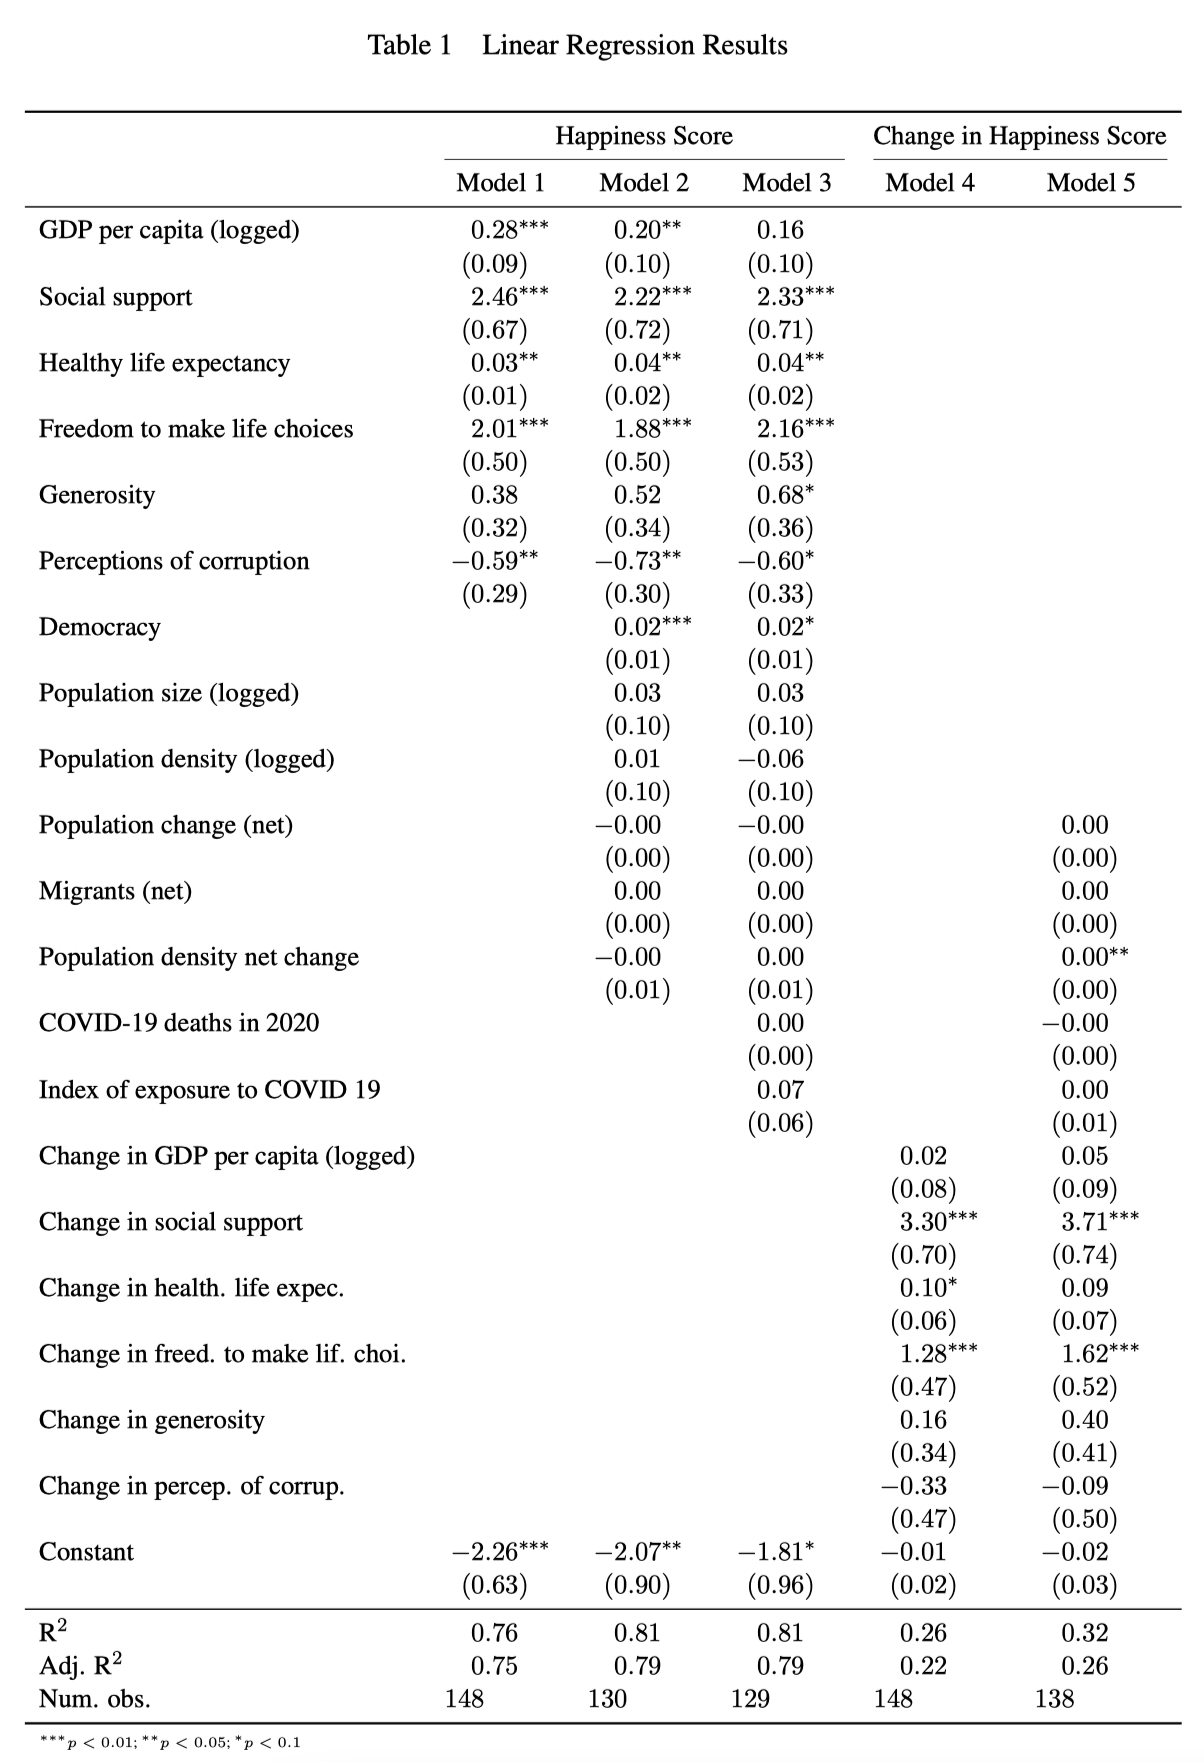 Table 1 Linear Regression Results
Happiness Score Change in Happiness Score
Model 1 Model 2 Model 3 Model 4 Model 5
GDP per capita (logged) 0.28*** 0.20** 0.16
(0.09) (0.10) (0.10)
Social support 2.46*** 2.22*** 2.33***
(0.67) (0.72) (0.71)
Healthy life expectancy 0.03** 0.04** 0.04**
(0.01) (0.02) (0.02)
Freedom to make life choices 2.01*** 1.88*** 2.16***
(0.50) (0.50) (0.53)
Generosity 0.38 0.52 0.68*
(0.32) (0.34) (0.36)
Perceptions of corruption −0.59** −0.73** −0.60*
(0.29) (0.30) (0.33)
Democracy 0.02*** 0.02*
(0.01) (0.01)
Population size (logged) 0.03 0.03
(0.10) (0.10)
Population density (logged) 0.01 −0.06
(0.10) (0.10)
Population change (net) −0.00 −0.00 0.00
(0.00) (0.00) (0.00)
Migrants (net) 0.00 0.00 0.00
(0.00) (0.00) (0.00)
Population density net change −0.00 0.00 0.00**
(0.01) (0.01) (0.00)
COVID-19 deaths in 2020 0.00 −0.00
(0.00) (0.00)
Index of exposure to COVID 19 0.07 0.00
(0.06) (0.01)
Change in GDP per capita (logged) 0.02 0.05
(0.08) (0.09)
Change in social support 3.30*** 3.71***
(0.70) (0.74)
Change in health. life expec. 0.10* 0.09
(0.06) (0.07)
Change in freed. to make lif. choi. 1.28*** 1.62***
(0.47) (0.52)
Change in generosity 0.16 0.40
(0.34) (0.41)
Change in percep. of corrup. −0.33 −0.09
(0.47) (0.50)
Constant −2.26*** −2.07** −1.81* −0.01 −0.02
(0.63) (0.90) (0.96) (0.02) (0.03)
R² 0.76 0.81 0.81 0.26 0.32
Adj. R² 0.75 0.79 0.79 0.22 0.26
Num. obs. 148 130 129 148 138
***p < 0.01; **p < 0.05; *p < 0.1